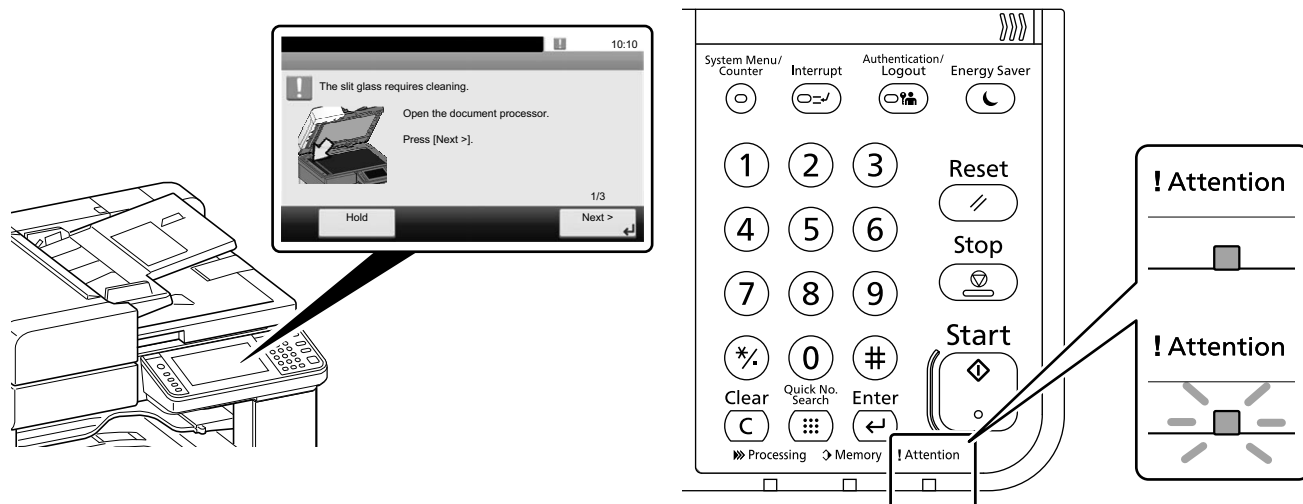 10:10
The slit glass requires cleaning.
Open the document processor.
Press [Next >].
1/3
Hold
Next >
System Menu/
Counter
Interrupt
Authentication/
Logout
Energy Saver
1 2 3
Reset
4 5 6
Stop
7 8 9
*/. 0 #
Start
Clear
Quick No.
Search
Enter
C
Processing
Memory
! Attention
! Attention
! Attention